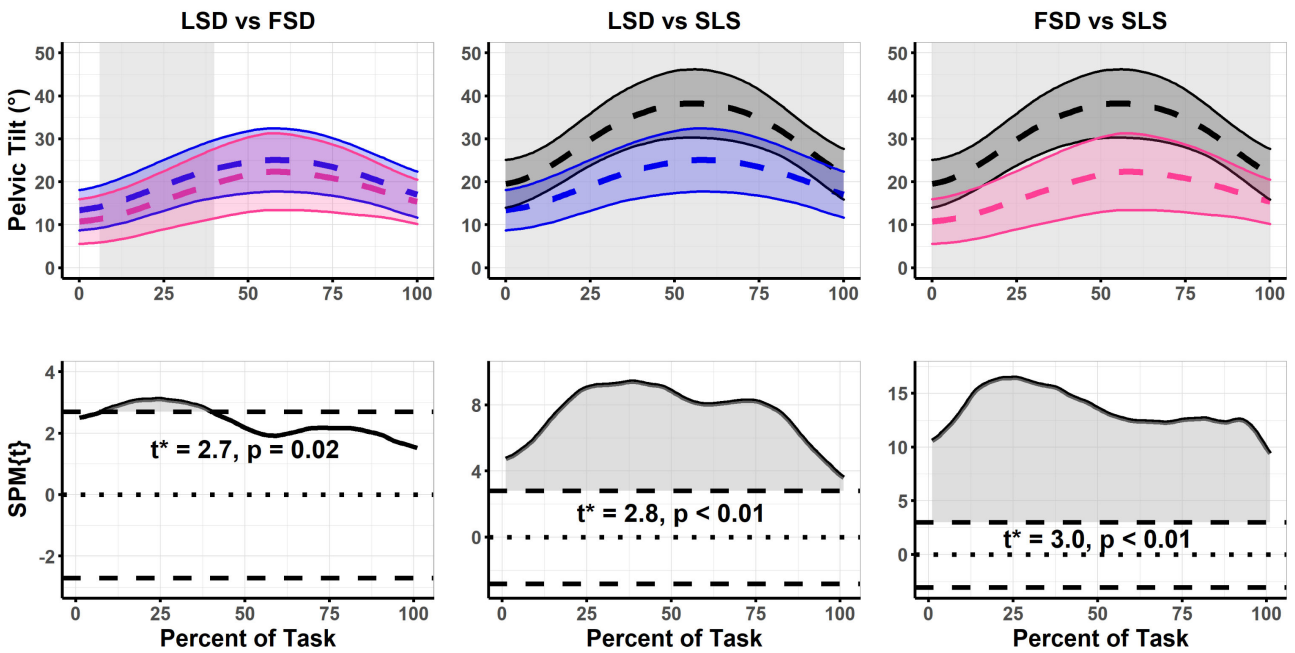 LSD vs FSD
LSD vs SLS
FSD vs SLS
Pelvic Tilt (°)
50
40
30
20
10
0
0 25 50 75 100
50
40
30
20
10
0
0 25 50 75 100
50
40
30
20
10
0
0 25 50 75 100
SPM{t}
4
2
0
-2
t* = 2.7, p = 0.02
0 25 50 75 100
Percent of Task
8
4
0
t* = 2.8, p < 0.01
0 25 50 75 100
Percent of Task
15
10
5
0
t* = 3.0, p < 0.01
0 25 50 75 100
Percent of Task